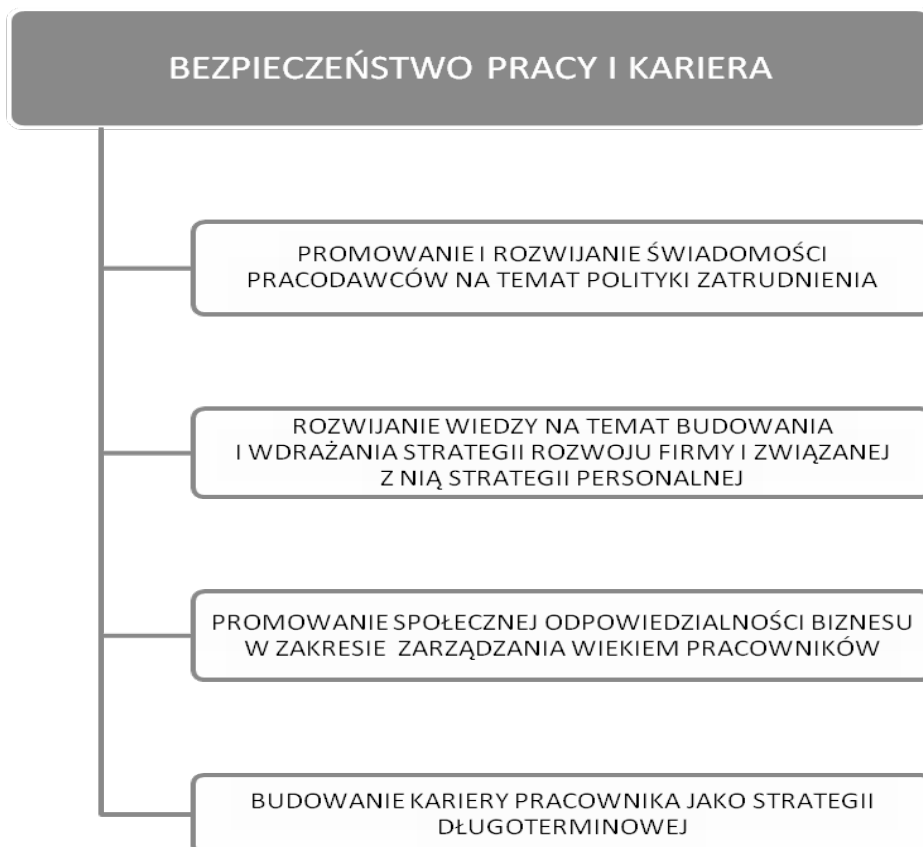 BEZPIECZEŃSTWO PRACY I KARIERA
PROMOWANIE I ROZWIJANIE ŚWIADOMOŚCI
PRACODAWCÓW NA TEMAT POLITYKI ZATRUDNIENIA
ROZWIJANIE WIEDZY NA TEMAT BUDOWANIA
I WDRAŻANIA STRATEGII ROZWOJU FIRMY I ZWIĄZANEJ
Z NIĄ STRATEGII PERSONALNEJ
PROMOWANIE SPOŁECZNEJ ODPOWIEDZIALNOŚCI BIZNESU
W ZAKRESIE ZARZĄDZANIA WIEKIEM PRACOWNIKÓW
BUDOWANIE KARIERY PRACOWNIKA JAKO STRATEGII
DŁUGOTERMINOWEJ